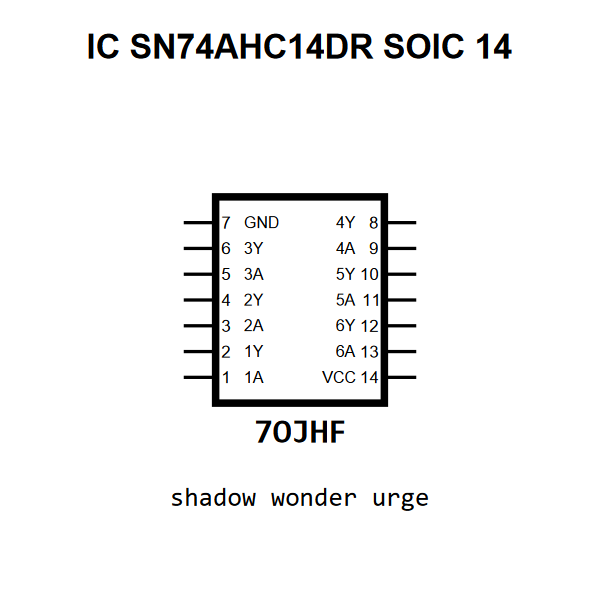 IC SN74AHC14DR SOIC 14
7 GND 4Y 8
6 3Y 4A 9
5 3A 5Y 10
4 2Y 5A 11
3 2A 6Y 12
2 1Y 6A 13
1 1A VCC 14
7OJHF
shadow wonder urge